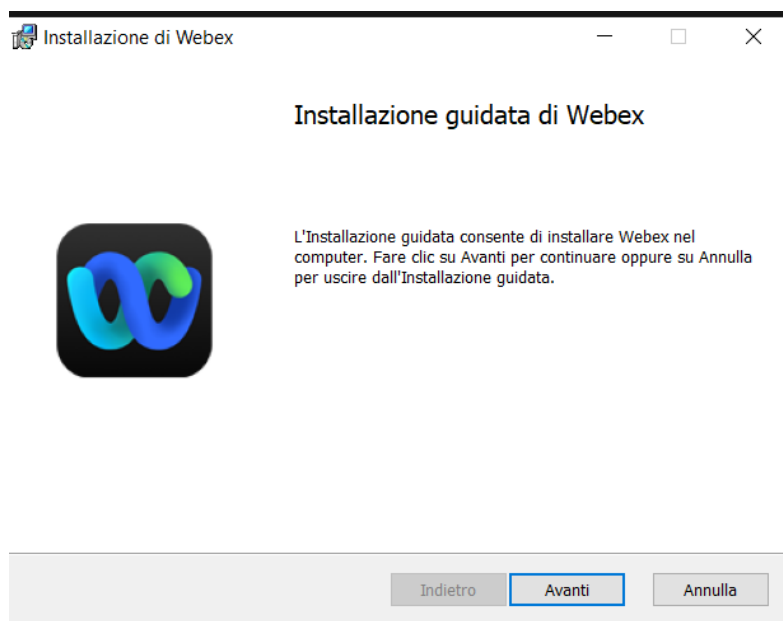 Installazione di Webex
Installazione guidata di Webex
L'Installazione guidata consente di installare Webex nel
computer. Fare clic su Avanti per continuare oppure su Annulla
per uscire dall'Installazione guidata.
Indietro Avanti Annulla